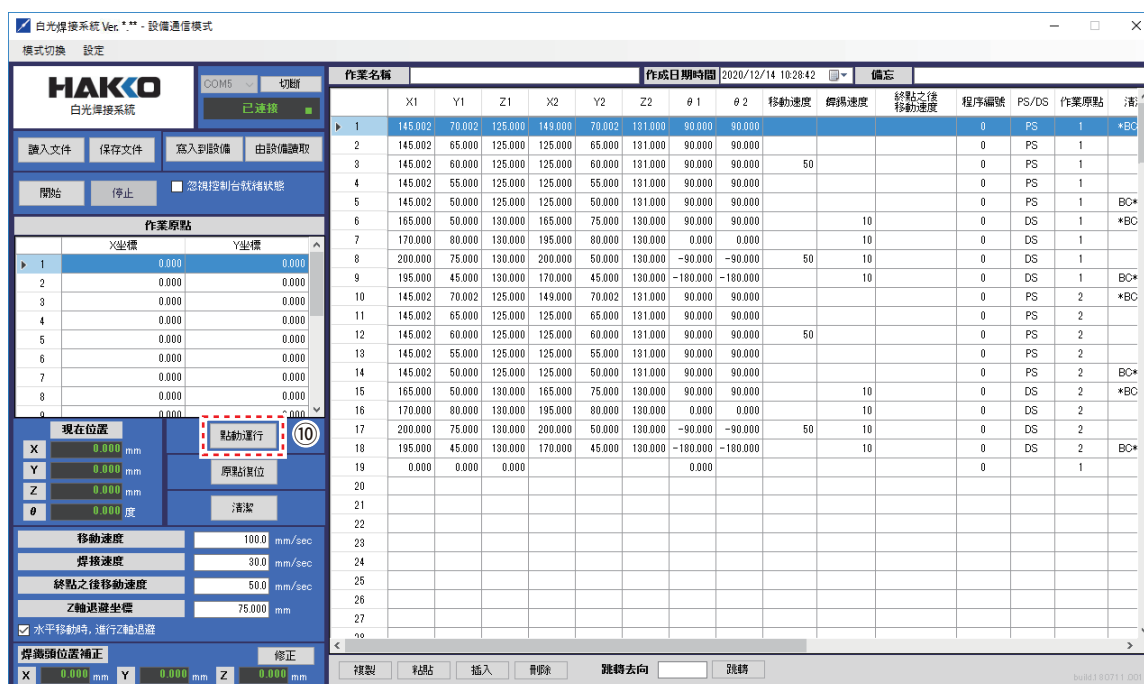 白光焊接系統 Ver. *.** - 設備通信模式
模式切換 設定
HAKKO
白光焊接系統
COM5 切斷
已連接
讀入文件 保存文件 寫入到設備 由設備讀取
開始 停止 忽視控制台就緒狀態
作業原點
X坐標 Y坐標
1 0.000 0.000
2 0.000 0.000
3 0.000 0.000
4 0.000 0.000
5 0.000 0.000
6 0.000 0.000
7 0.000 0.000
8 0.000 0.000
9 0.000 0.000
現在位置
X 0.000 mm
Y 0.000 mm
Z 0.000 mm
θ 0.000 度
點動運行 ⑩
原點復位
清潔
移動速度 100.0 mm/sec
焊接速度 30.0 mm/sec
終點之後移動速度 50.0 mm/sec
Z軸退避坐標 75.000 mm
水平移動時, 進行Z軸退避
焊鐵頭位置補正 修正
X 0.000 mm Y 0.000 mm Z 0.000 mm
作業名稱 作成日期時間 2020/12/14 10:28:42 備忘
X1 Y1 Z1 X2 Y2 Z2 θ1 θ2 移動速度 銲錫速度 終點之後移動速度 程序編號 PS/DS 作業原點
1 145.002 70.002 125.000 149.000 70.002 131.000 90.000 90.000 0 PS 1 *BC
2 145.002 65.000 125.000 125.000 65.000 131.000 90.000 90.000 0 PS 1
3 145.002 60.000 125.000 125.000 60.000 131.000 90.000 90.000 50 0 PS 1
4 145.002 55.000 125.000 125.000 55.000 131.000 90.000 90.000 0 PS 1
5 145.002 50.000 125.000 125.000 50.000 131.000 90.000 90.000 0 PS 1 BC*
6 165.000 50.000 130.000 165.000 75.000 130.000 90.000 90.000 10 0 DS 1 *BC
7 170.000 80.000 130.000 195.000 80.000 130.000 0.000 0.000 10 0 DS 1
8 200.000 75.000 130.000 200.000 50.000 130.000 -90.000 -90.000 50 10 0 DS 1
9 195.000 45.000 130.000 170.000 45.000 130.000 -180.000 -180.000 10 0 DS 1 BC*
10 145.002 70.002 125.000 149.000 70.002 131.000 90.000 90.000 0 PS 2 *BC
11 145.002 65.000 125.000 125.000 65.000 131.000 90.000 90.000 0 PS 2
12 145.002 60.000 125.000 125.000 60.000 131.000 90.000 90.000 50 0 PS 2
13 145.002 55.000 125.000 125.000 55.000 131.000 90.000 90.000 0 PS 2
14 145.002 50.000 125.000 125.000 50.000 131.000 90.000 90.000 0 PS 2 BC*
15 165.000 50.000 130.000 165.000 75.000 130.000 90.000 90.000 10 0 DS 2 *BC
16 170.000 80.000 130.000 195.000 80.000 130.000 0.000 0.000 10 0 DS 2
17 200.000 75.000 130.000 200.000 50.000 130.000 -90.000 -90.000 50 10 0 DS 2
18 195.000 45.000 130.000 170.000 45.000 130.000 -180.000 -180.000 10 0 DS 2 BC*
19 0.000 0.000 0.000 0.000 0 1
20
21
22
23
24
25
26
27
28
複製 粘贴 插入 刪除 跳轉去向 跳轉
build.180711.001